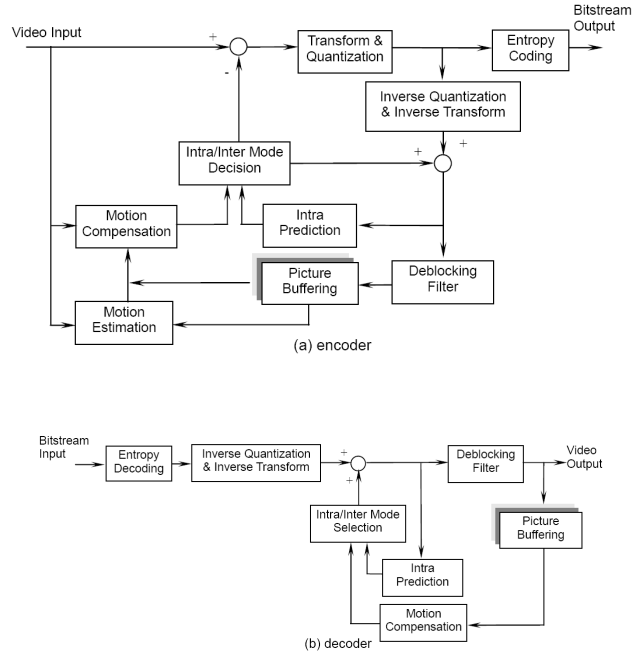 Video Input
+
-
Transform &
Quantization
Entropy
Coding
Bitstream
Output
Inverse Quantization
& Inverse Transform
+
+
Intra/Inter Mode
Decision
Motion
Compensation
Intra
Prediction
Picture
Buffering
Deblocking
Filter
Motion
Estimation
(a) encoder
Bitstream
Input
Entropy
Decoding
Inverse Quantization
& Inverse Transform
+
+
Deblocking
Filter
Video
Output
Intra/Inter Mode
Selection
Picture
Buffering
Intra
Prediction
Motion
Compensation
(b) decoder